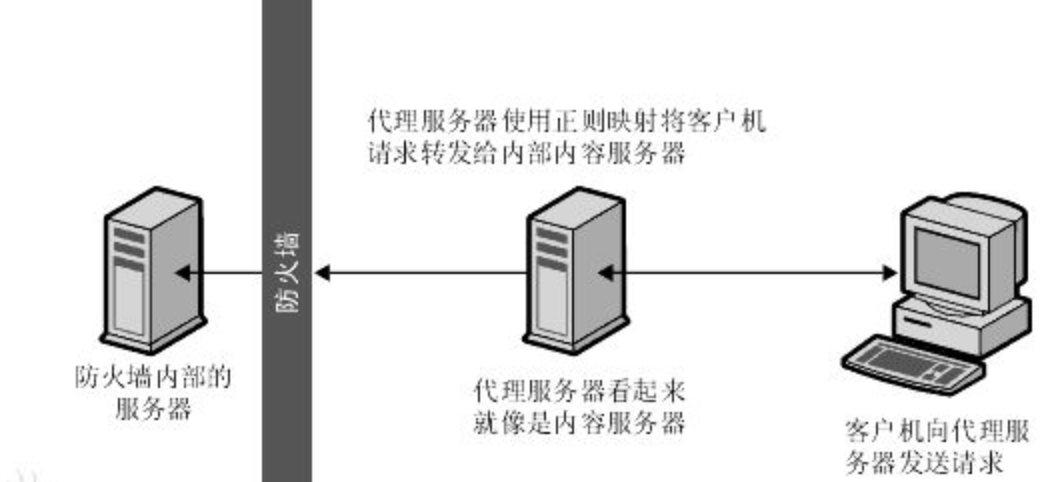 代理服务器使用正则映射将客户机
请求转发给内部内容服务器
防火墙
防火墙内部的
服务器
代理服务器看起来
就像是内容服务器
客户机向代理服
务器发送请求